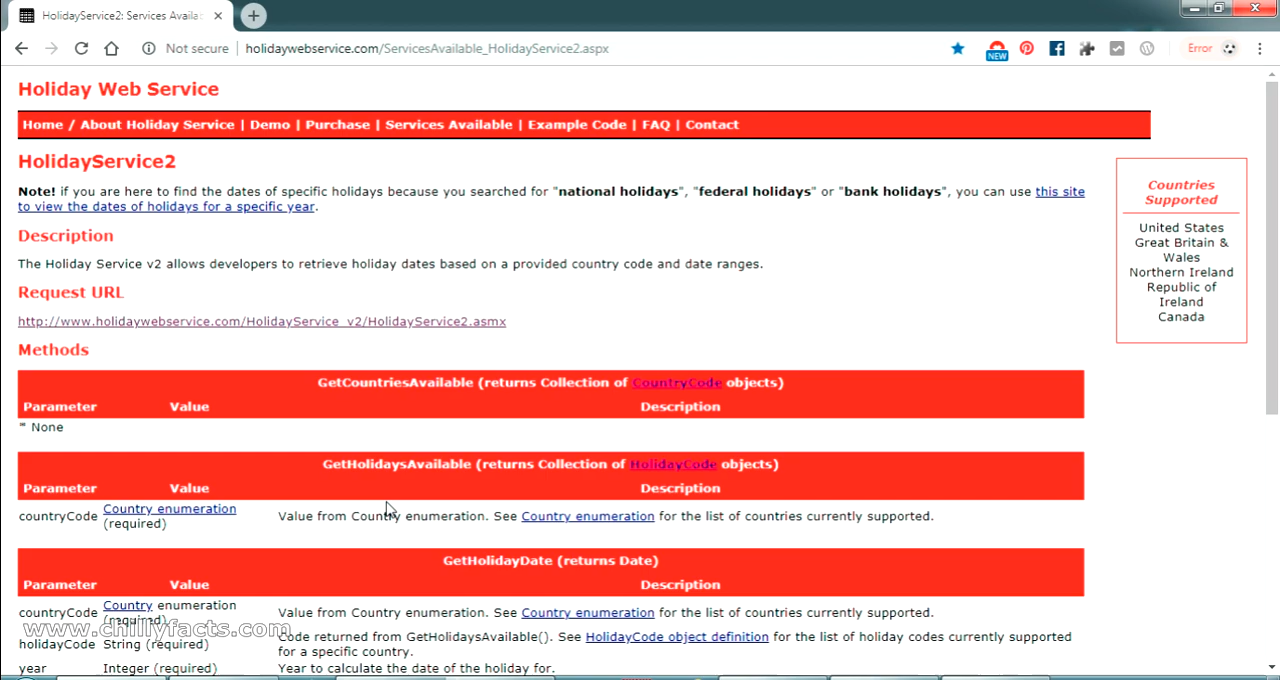 HolidayService2: Services Availa
Not secure | holidaywebservice.com/ServicesAvailable_HolidayService2.aspx
NEW
Error
Holiday Web Service
Home / About Holiday Service | Demo | Purchase | Services Available | Example Code | FAQ | Contact
HolidayService2
Note! if you are here to find the dates of specific holidays because you searched for "national holidays", "federal holidays" or "bank holidays", you can use this site
to view the dates of holidays for a specific year.
Countries
Supported
United States
Great Britain &
Wales
Northern Ireland
Republic of
Ireland
Canada
Description
The Holiday Service v2 allows developers to retrieve holiday dates based on a provided country code and date ranges.
Request URL
http://www.holidaywebservice.com/HolidayService_v2/HolidayService2.asmx
Methods
GetCountriesAvailable (returns Collection of CountryCode objects)
Parameter Value Description
* None
GetHolidaysAvailable (returns Collection of HolidayCode objects)
Parameter Value Description
countryCode Country enumeration (required) Value from Country enumeration. See Country enumeration for the list of countries currently supported.
GetHolidayDate (returns Date)
Parameter Value Description
countryCode Country enumeration (required) Value from Country enumeration. See Country enumeration for the list of countries currently supported.
www.chillyfacts.com
holidayCode String (required) Code returned from GetHolidaysAvailable(). See HolidayCode object definition for the list of holiday codes currently supported
for a specific country.
year Integer (required) Year to calculate the date of the holiday for.